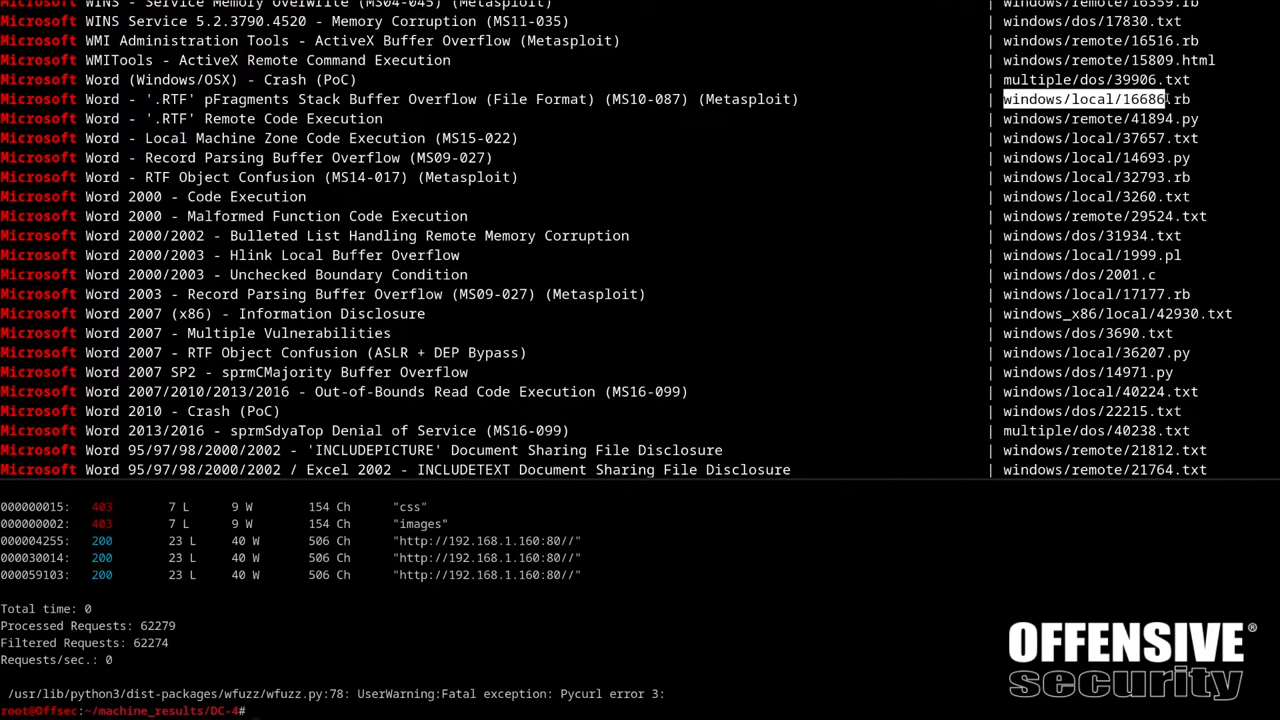 Microsoft WINS - Service Memory Overwrite (MS04-045) (Metasploit) | windows/remote/16359.rb
Microsoft WINS Service 5.2.3790.4520 - Memory Corruption (MS11-035) | windows/dos/17830.txt
Microsoft WMI Administration Tools - ActiveX Buffer Overflow (Metasploit) | windows/remote/16516.rb
Microsoft WMITools - ActiveX Remote Command Execution | windows/remote/15809.html
Microsoft Word (Windows/OSX) - Crash (PoC) | multiple/dos/39906.txt
Microsoft Word - '.RTF' pFragments Stack Buffer Overflow (File Format) (MS10-087) (Metasploit) | windows/local/16686.rb
Microsoft Word - '.RTF' Remote Code Execution | windows/remote/41894.py
Microsoft Word - Local Machine Zone Code Execution (MS15-022) | windows/local/37657.txt
Microsoft Word - Record Parsing Buffer Overflow (MS09-027) | windows/local/14693.py
Microsoft Word - RTF Object Confusion (MS14-017) (Metasploit) | windows/local/32793.rb
Microsoft Word 2000 - Code Execution | windows/local/3260.txt
Microsoft Word 2000 - Malformed Function Code Execution | windows/remote/29524.txt
Microsoft Word 2000/2002 - Bulleted List Handling Remote Memory Corruption | windows/dos/31934.txt
Microsoft Word 2000/2003 - Hlink Local Buffer Overflow | windows/local/1999.pl
Microsoft Word 2000/2003 - Unchecked Boundary Condition | windows/dos/2001.c
Microsoft Word 2003 - Record Parsing Buffer Overflow (MS09-027) (Metasploit) | windows/local/17177.rb
Microsoft Word 2007 (x86) - Information Disclosure | windows_x86/local/42930.txt
Microsoft Word 2007 - Multiple Vulnerabilities | windows/dos/3690.txt
Microsoft Word 2007 - RTF Object Confusion (ASLR + DEP Bypass) | windows/local/36207.py
Microsoft Word 2007 SP2 - sprmCMajority Buffer Overflow | windows/dos/14971.py
Microsoft Word 2007/2010/2013/2016 - Out-of-Bounds Read Code Execution (MS16-099) | windows/local/40224.txt
Microsoft Word 2010 - Crash (PoC) | windows/dos/22215.txt
Microsoft Word 2013/2016 - sprmSdyaTop Denial of Service (MS16-099) | multiple/dos/40238.txt
Microsoft Word 95/97/98/2000/2002 - 'INCLUDEPICTURE' Document Sharing File Disclosure | windows/remote/21812.txt
Microsoft Word 95/97/98/2000/2002 / Excel 2002 - INCLUDETEXT Document Sharing File Disclosure | windows/remote/21764.txt
000000015: 403 7 L 9 W 154 Ch "css"
000000002: 403 7 L 9 W 154 Ch "images"
000004255: 200 23 L 40 W 506 Ch "http://192.168.1.160:80//"
000030014: 200 23 L 40 W 506 Ch "http://192.168.1.160:80//"
000059103: 200 23 L 40 W 506 Ch "http://192.168.1.160:80//"
Total time: 0
Processed Requests: 62279
Filtered Requests: 62274
Requests/sec.: 0
/usr/lib/python3/dist-packages/wfuzz/wfuzz.py:78: UserWarning:Fatal exception: Pycurl error 3:
root@Offsec:~/machine_results/DC-4#
OFFENSIVE®
security